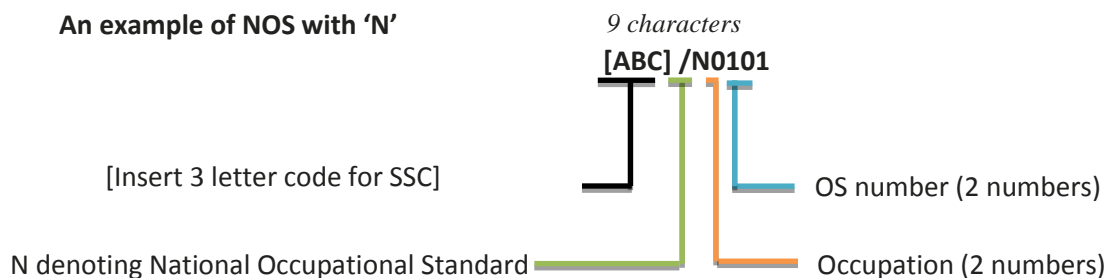 An example of NOS with ‘N’
9 characters
[ABC] /N0101
[Insert 3 letter code for SSC]
OS number (2 numbers)
N denoting National Occupational Standard
Occupation (2 numbers)